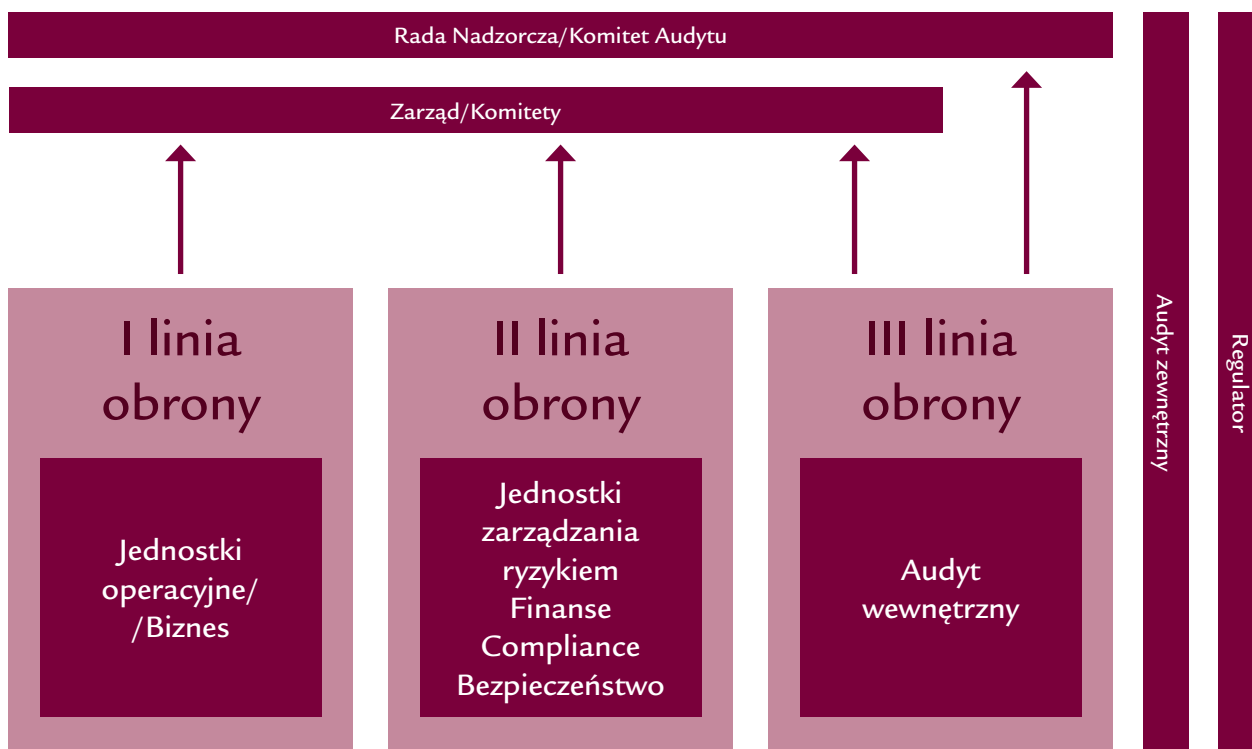 Rada Nadzorcza/Komitet Audytu
Zarząd/Komitety
I linia
obrony
Jednostki
operacyjne/
/Biznes
II linia
obrony
Jednostki
zarządzania
ryzykiem
Finanse
Compliance
Bezpieczeństwo
III linia
obrony
Audyt
wewnętrzny
Audyt zewnętrzny
Regulator